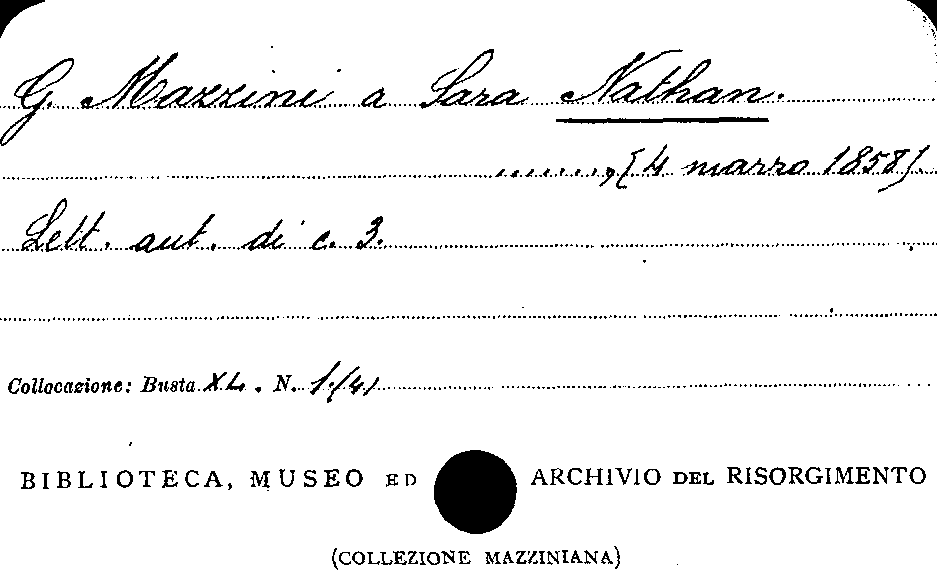 G. Mazzini a Sara Nathan.
........, [4 marzo 1858].
Lett. aut. di c. 3.
Collocazione: Busta XL. N. 1/41
BIBLIOTECA, MUSEO ED ARCHIVIO DEL RISORGIMENTO
(COLLEZIONE MAZZINIANA)